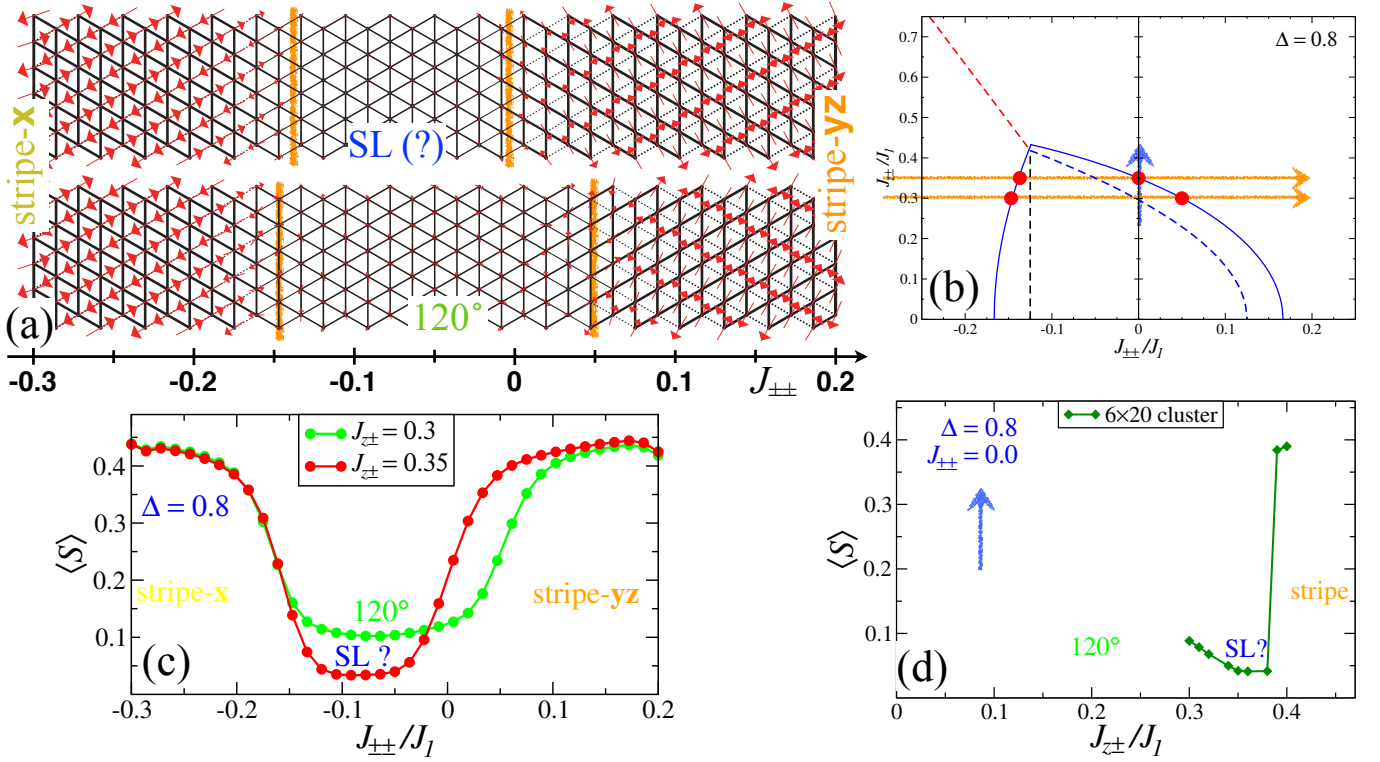 stripe-x
SL (?)
120°
stripe-yz
(a)
-0.3
-0.2
-0.1
0
0.1
J±±
0.2
Δ = 0.8
0.7
0.6
0.5
0.4
0.3
0.2
0.1
0
J±±/J1
(b)
-0.2
-0.1
0
0.1
0.2
J±±/J1
Jz± = 0.3
Jz± = 0.35
0.4
0.3
0.2
0.1
⟨S⟩
Δ = 0.8
stripe-x
120°
SL ?
stripe-yz
(c)
-0.3
-0.2
-0.1
0
0.1
0.2
J±±/J1
6×20 cluster
Δ = 0.8
J±± = 0.0
0.4
0.3
0.2
0.1
⟨S⟩
120°
SL?
stripe
(d)
0
0.1
0.2
0.3
0.4
Jz±/J1